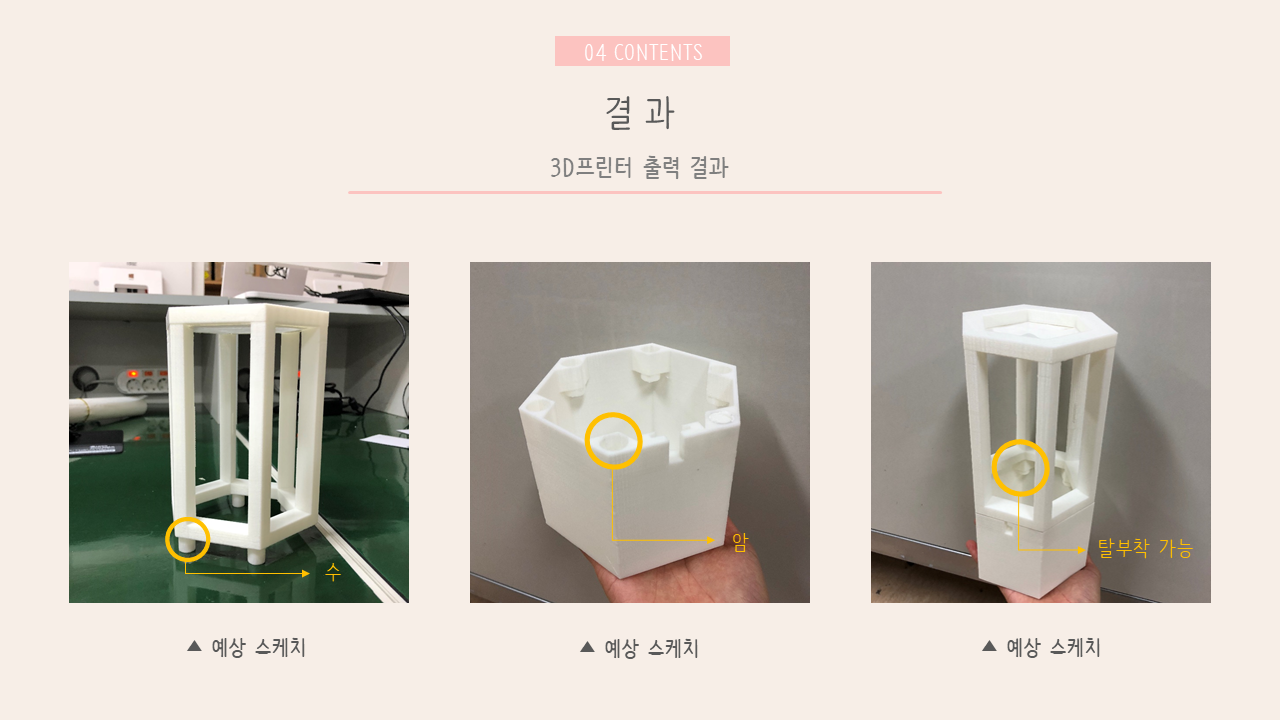 04 CONTENTS
결 과
3D프린터 출력 결과
수
암
탈부착 가능
▲ 예상 스케치
▲ 예상 스케치
▲ 예상 스케치